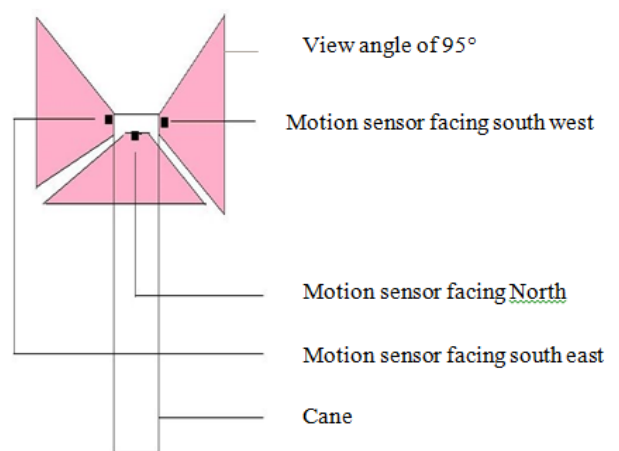 View angle of 95°
Motion sensor facing south west
Motion sensor facing North
Motion sensor facing south east
Cane